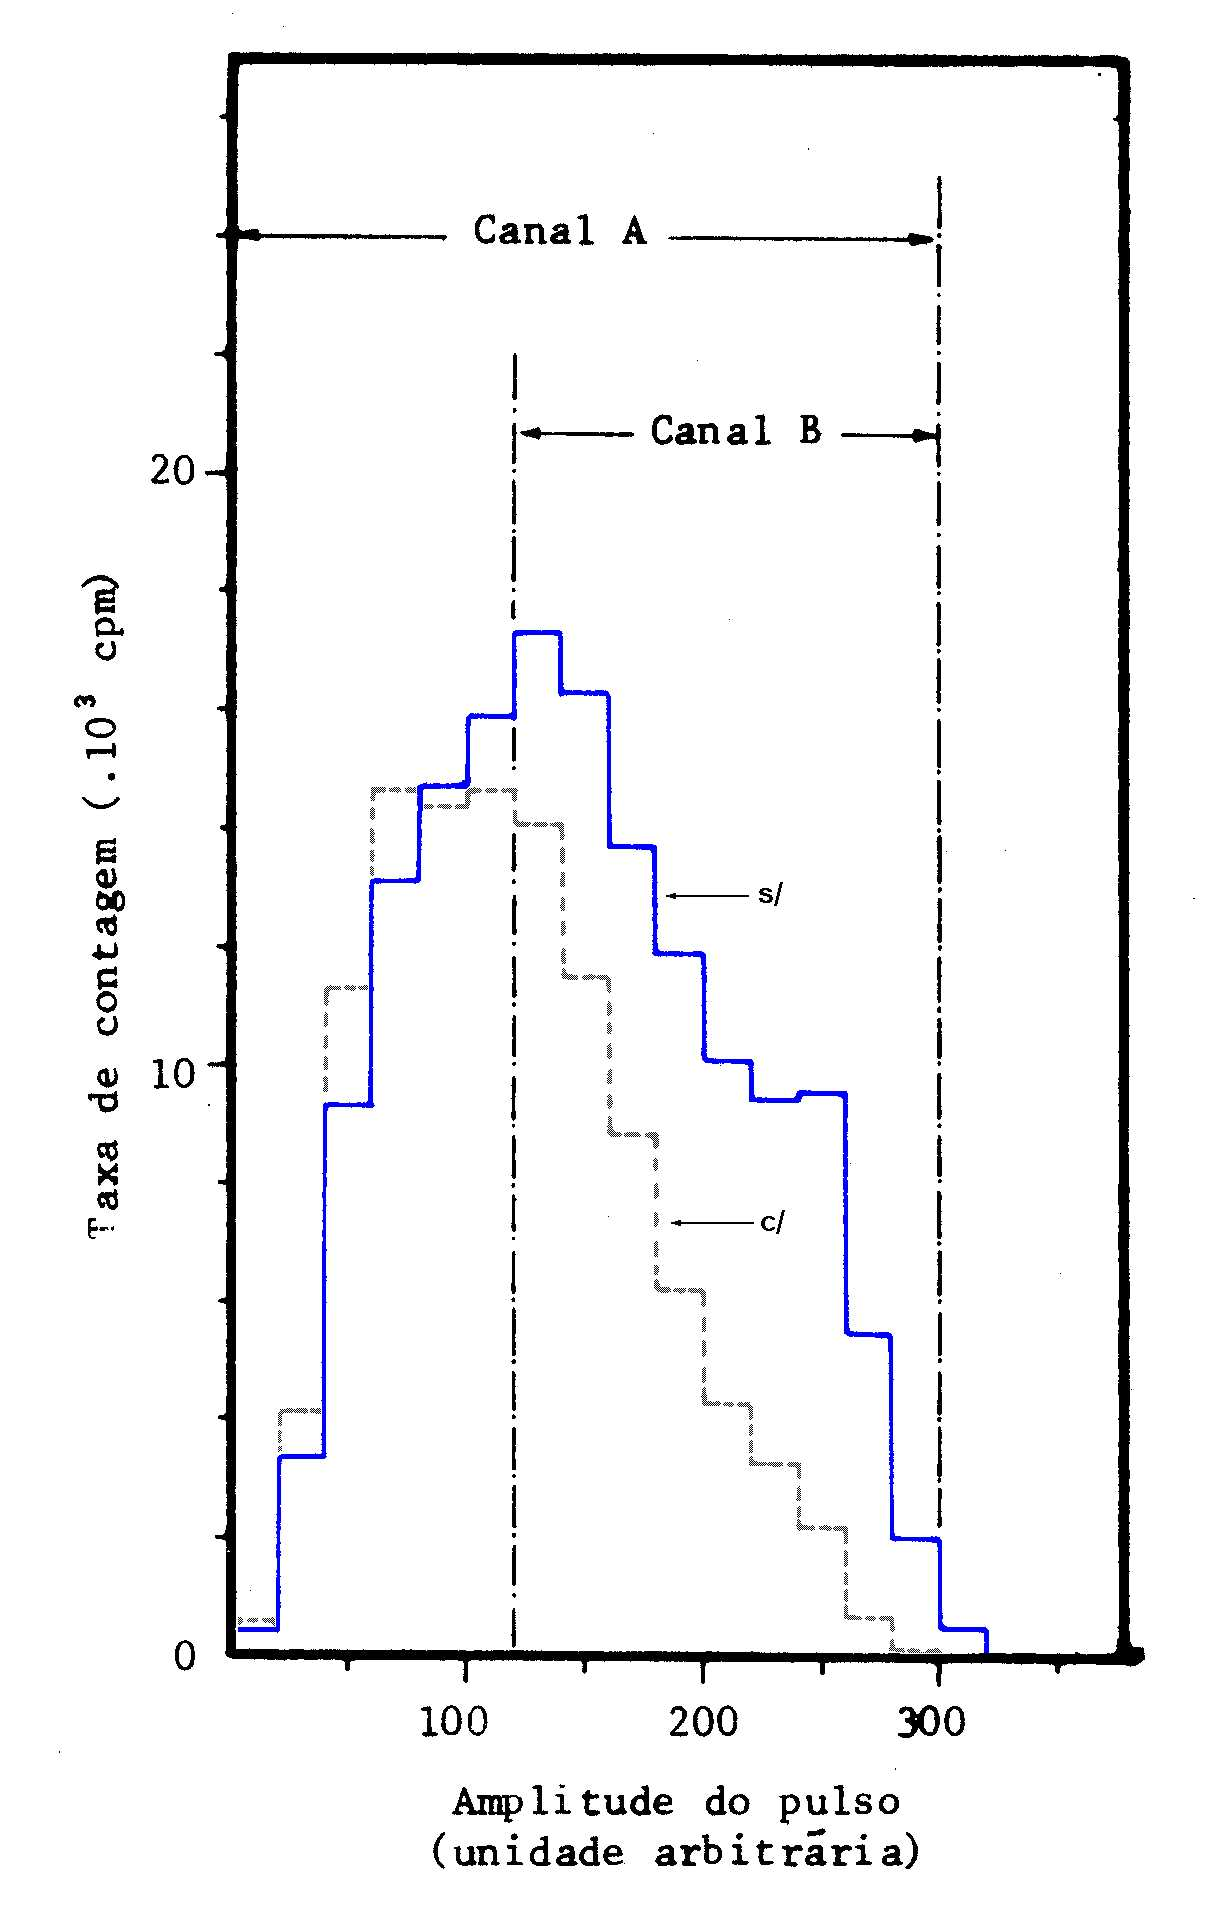 Canal A
Canal B
20
10
0
Taxa de contagem (.10³ cpm)
s/
c/
100
200
300
Amplitude do pulso
(unidade arbitrária)